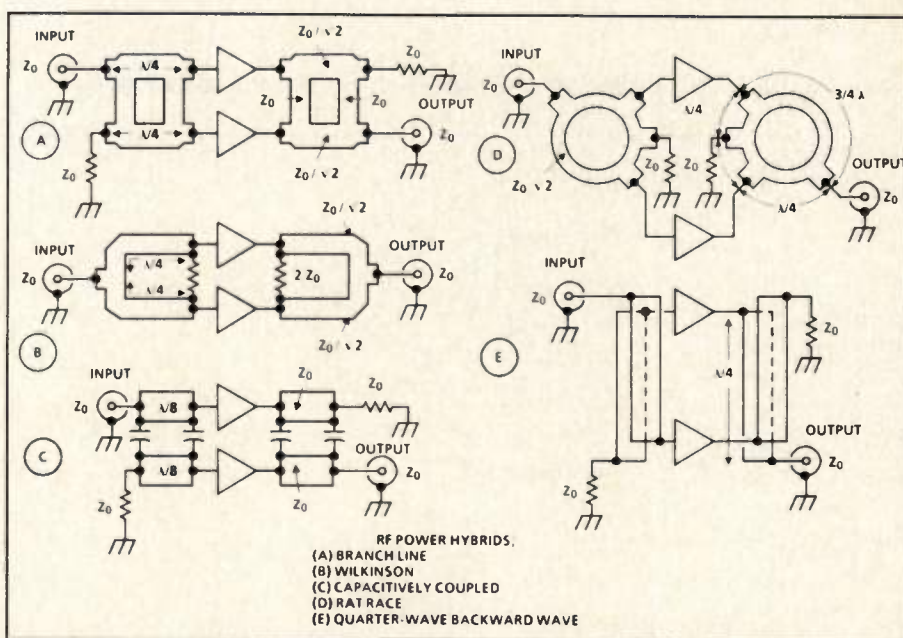 INPUT
Z0
λ/4
λ/4
Z0
A
Z0 / √2
Z0
Z0
Z0 / √2
Z0
OUTPUT
Z0
INPUT
Z0
λ/4
λ/4
B
2 Z0
Z0 / √2
Z0 / √2
OUTPUT
Z0
INPUT
Z0
λ/8
λ/8
Z0
C
Z0
Z0
Z0
OUTPUT
Z0
INPUT
Z0
D
Z0 √2
Z0
Z0
λ/4
3/4 λ
λ/4
OUTPUT
Z0
INPUT
Z0
E
Z0
λ/4
Z0
OUTPUT
Z0
RF POWER HYBRIDS,
(A) BRANCH LINE
(B) WILKINSON
(C) CAPACITIVELY COUPLED
(D) RAT RACE
(E) QUARTER-WAVE BACKWARD WAVE